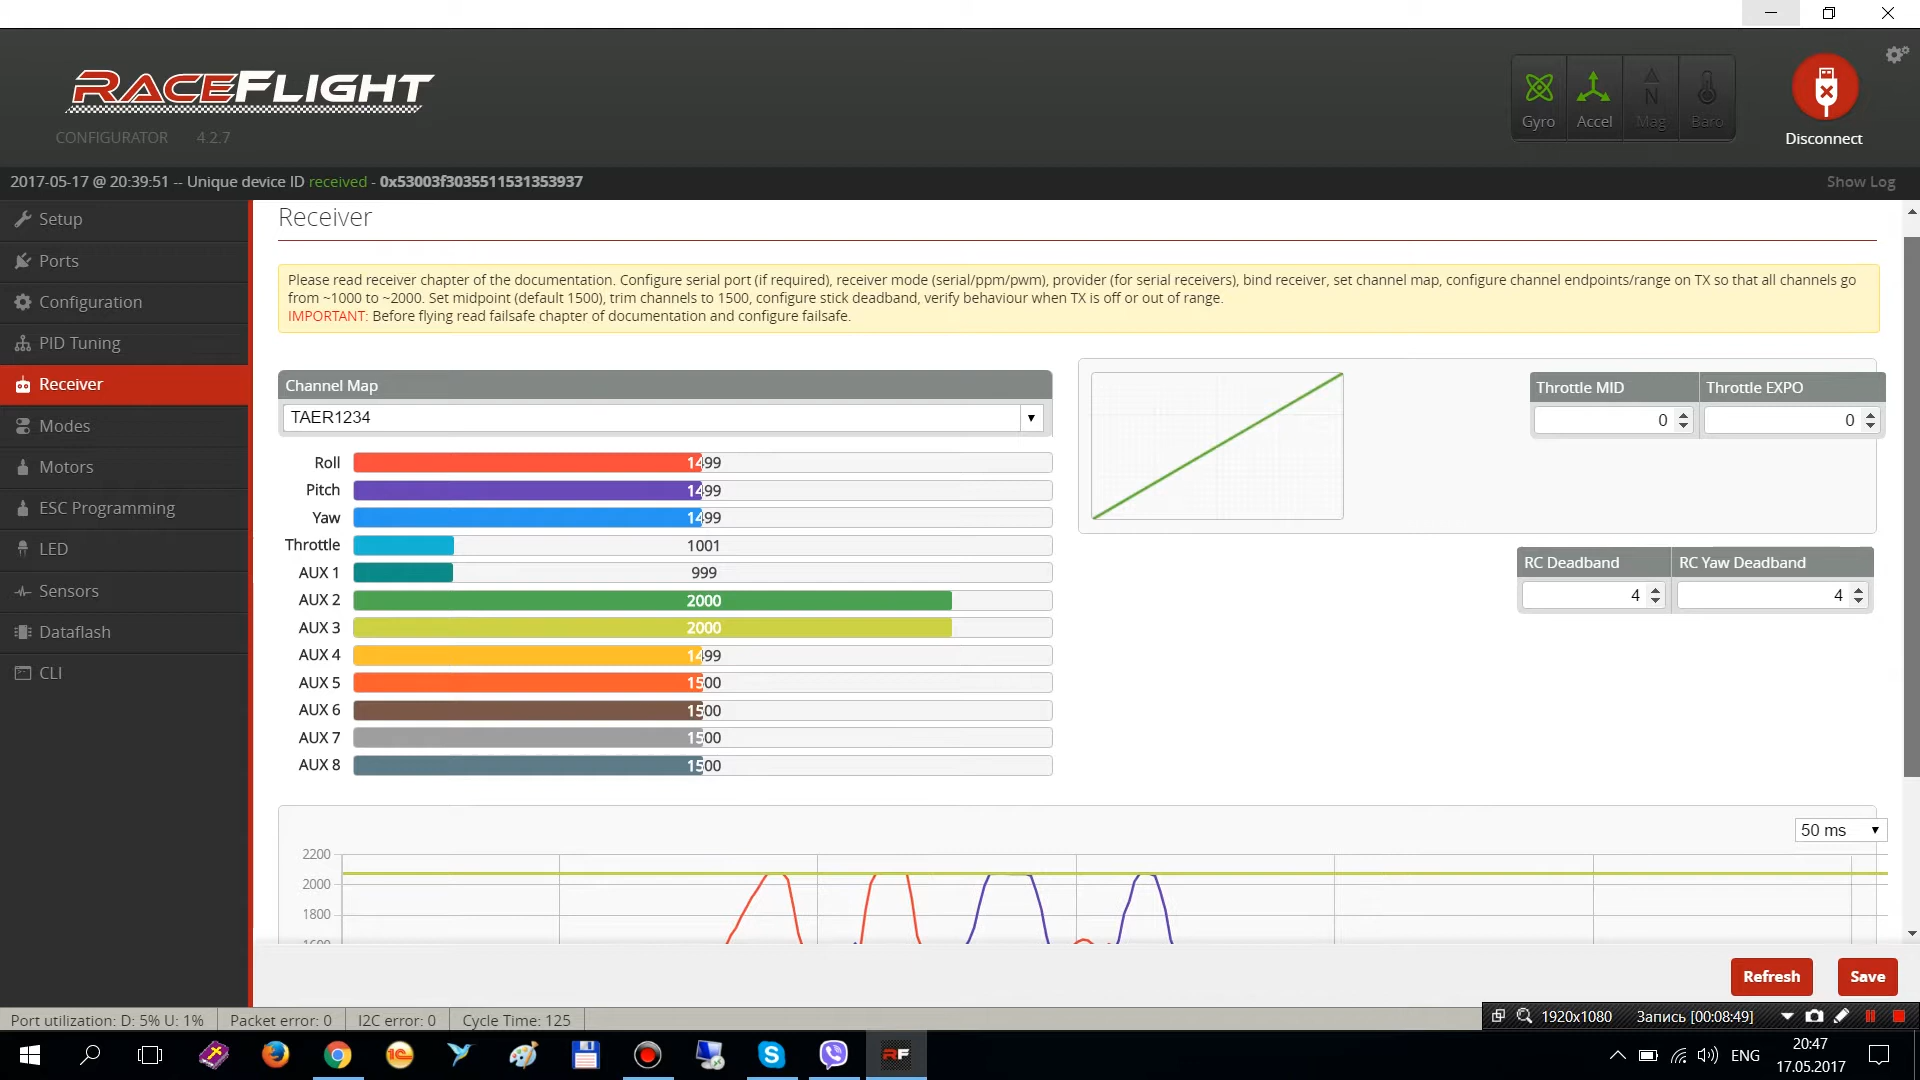 RACEFLIGHT
CONFIGURATOR 4.2.7
Gyro Accel Mag Baro
Disconnect
2017-05-17 @ 20:39:51 -- Unique device ID received - 0x53003f3035511531353937
Show Log
Setup
Ports
Configuration
PID Tuning
Receiver
Modes
Motors
ESC Programming
LED
Sensors
Dataflash
CLI
Receiver
Please read receiver chapter of the documentation. Configure serial port (if required), receiver mode (serial/ppm/pwm), provider (for serial receivers), bind receiver, set channel map, configure channel endpoints/range on TX so that all channels go
from ~1000 to ~2000. Set midpoint (default 1500), trim channels to 1500, configure stick deadband, verify behaviour when TX is off or out of range.
IMPORTANT: Before flying read failsafe chapter of documentation and configure failsafe.
Channel Map
TAER1234
Roll 1499
Pitch 1499
Yaw 1499
Throttle 1001
AUX 1 999
AUX 2 2000
AUX 3 2000
AUX 4 1499
AUX 5 1500
AUX 6 1500
AUX 7 1500
AUX 8 1500
Throttle MID Throttle EXPO
0 0
RC Deadband RC Yaw Deadband
4 4
50 ms
2200
2000
1800
1600
Refresh Save
Port utilization: D: 5% U: 1% Packet error: 0 I2C error: 0 Cycle Time: 125
1920x1080 Запись [00:08:49]
RF
ENG
20:47
17.05.2017